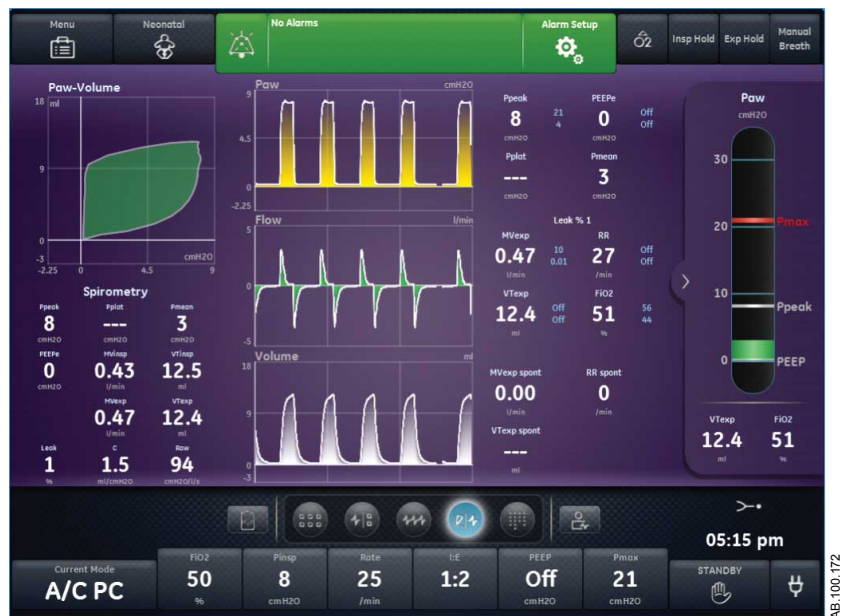 Menu
Neonatal
No Alarms
Alarm Setup
O2
Insp Hold
Exp Hold
Manual
Breath
Paw-Volume
18 ml
9
0
-3
-2.25 0 4.5 9
cmH2O
Spirometry
Ppeak Pplat Pmean
8 --- 3
cmH2O cmH2O cmH2O
PEEPe MVinsp VTinsp
0 0.43 12.5
cmH2O l/min ml
MVexp VTexp
0.47 12.4
l/min ml
Leak C Raw
1 1.5 94
% ml/cmH2O cmH2O/l/s
Paw cmH2O
9
4.5
0
-2.25
Flow l/min
5
0
-5
Volume ml
18
9
0
-3
Ppeak PEEPe
8 21 4 0 Off Off
cmH2O cmH2O
Pplat Pmean
--- 3
cmH2O cmH2O
Leak % 1
MVexp RR
0.47 10 0.01 27 Off Off
l/min /min
VTexp FiO2
12.4 Off Off 51 56 44
ml %
MVexp spont RR spont
0.00 0
l/min /min
VTexp spont
---
ml
Paw
cmH2O
30
20
10
0
Pmax
Ppeak
PEEP
VTexp FiO2
12.4 51
ml %
05:15 pm
Current Mode
A/C PC
FiO2
50
%
Pinsp
8
cmH2O
Rate
25
/min
I:E
1:2
PEEP
Off
cmH2O
Pmax
21
cmH2O
STANDBY
AB.100.172